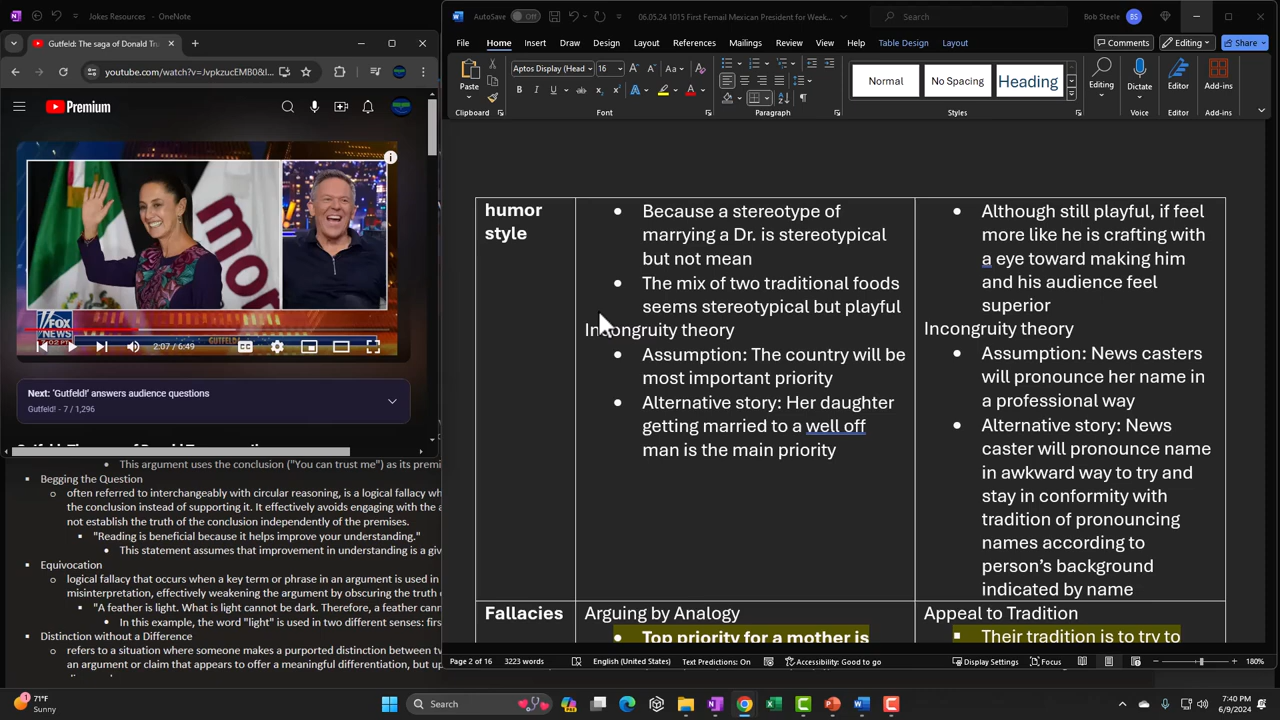 Jokes Resources - OneNote
AutoSave Off
06.05.24 1015 First Femail Mexican President for Week...
Search
Bob Steele
BS
Gutfeld: The saga of Donald Tru
File Home Insert Draw Design Layout References Mailings Review View Help Table Design Layout
Comments Editing Share
youtube.com/watch?v=JvpkzucEMB0&l...
Paste
Aptos Display (Head 16
Normal No Spacing Heading
Editing Dictate Editor Add-ins
Clipboard Font Paragraph Styles Voice Editor Add-ins
Premium
FOX
NEWS
GUTFELD!
2:07 / 6:49
Next: ‘Gutfeld!’ answers audience questions
Gutfeld! - 7 / 1,296
This argument uses the conclusion ("You can trust me") as its premi
Begging the Question
often referred to interchangeably with circular reasoning, is a logical fallacy wh
the conclusion instead of supporting it. It effectively avoids engaging with the a
not establish the truth of the conclusion independently of the premises.
"Reading is beneficial because it helps improve your understanding."
This statement assumes that improvement in understanding is a giv
Equivocation
logical fallacy that occurs when a key term or phrase in an argument is used in
misinterpretation, effectively weakening the argument by obscuring the truth o
"A feather is light. What is light cannot be dark. Therefore, a feather canno
In this example, the word "light" is used in two different senses: first
Distinction without a Difference
refers to a situation where someone makes a purported distinction between tw
an argument or claim that appears to offer a meaningful differentiation, but up
humor
style
Because a stereotype of
marrying a Dr. is stereotypical
but not mean
The mix of two traditional foods
seems stereotypical but playful
Incongruity theory
Assumption: The country will be
most important priority
Alternative story: Her daughter
getting married to a well off
man is the main priority
Although still playful, if feel
more like he is crafting with
a eye toward making him
and his audience feel
superior
Incongruity theory
Assumption: News casters
will pronounce her name in
a professional way
Alternative story: News
caster will pronounce name
in awkward way to try and
stay in conformity with
tradition of pronouncing
names according to
person’s background
indicated by name
Fallacies
Arguing by Analogy
Top priority for a mother is
Appeal to Tradition
Their tradition is to try to
Page 2 of 16 3223 words English (United States) Text Predictions: On Accessibility: Good to go Display Settings Focus 180%
71°F
Sunny
Search
7:40 PM
6/9/2024